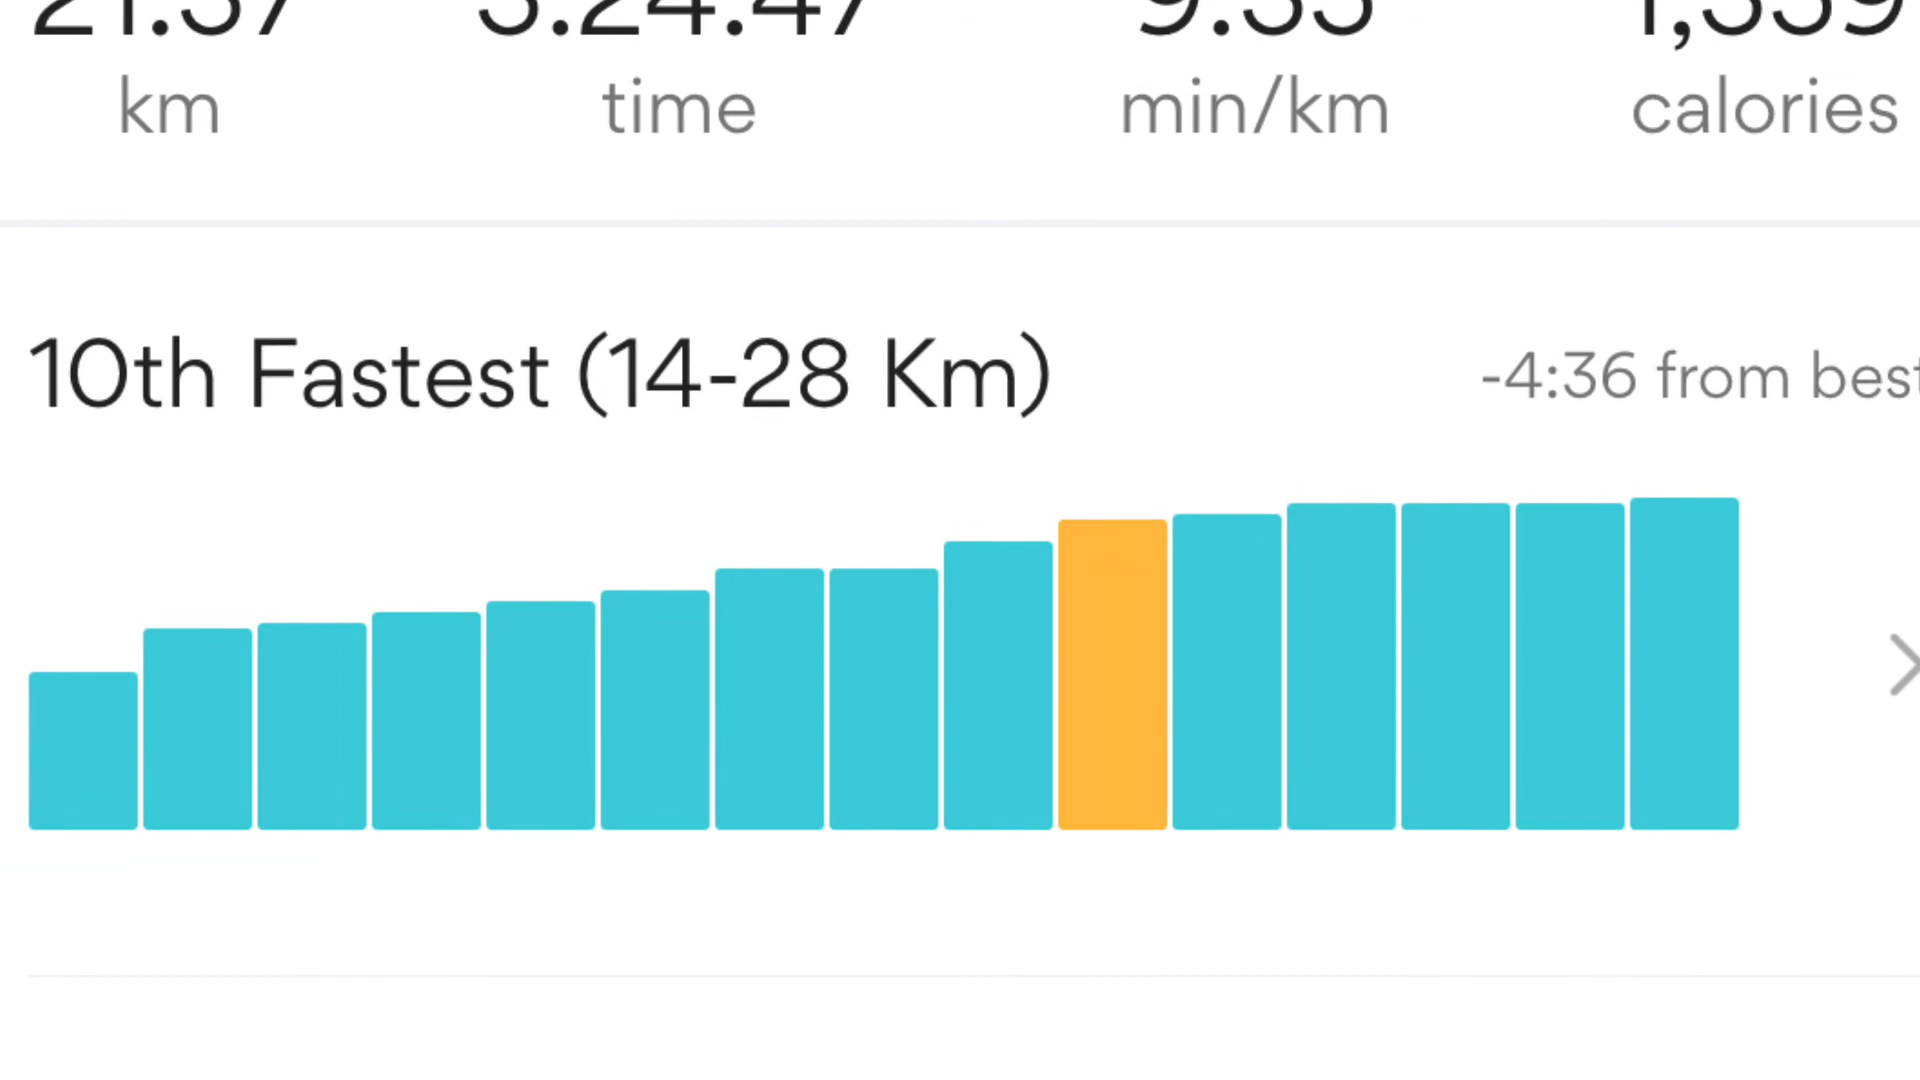 km time min/km calories
10th Fastest (14-28 Km) -4:36 from best